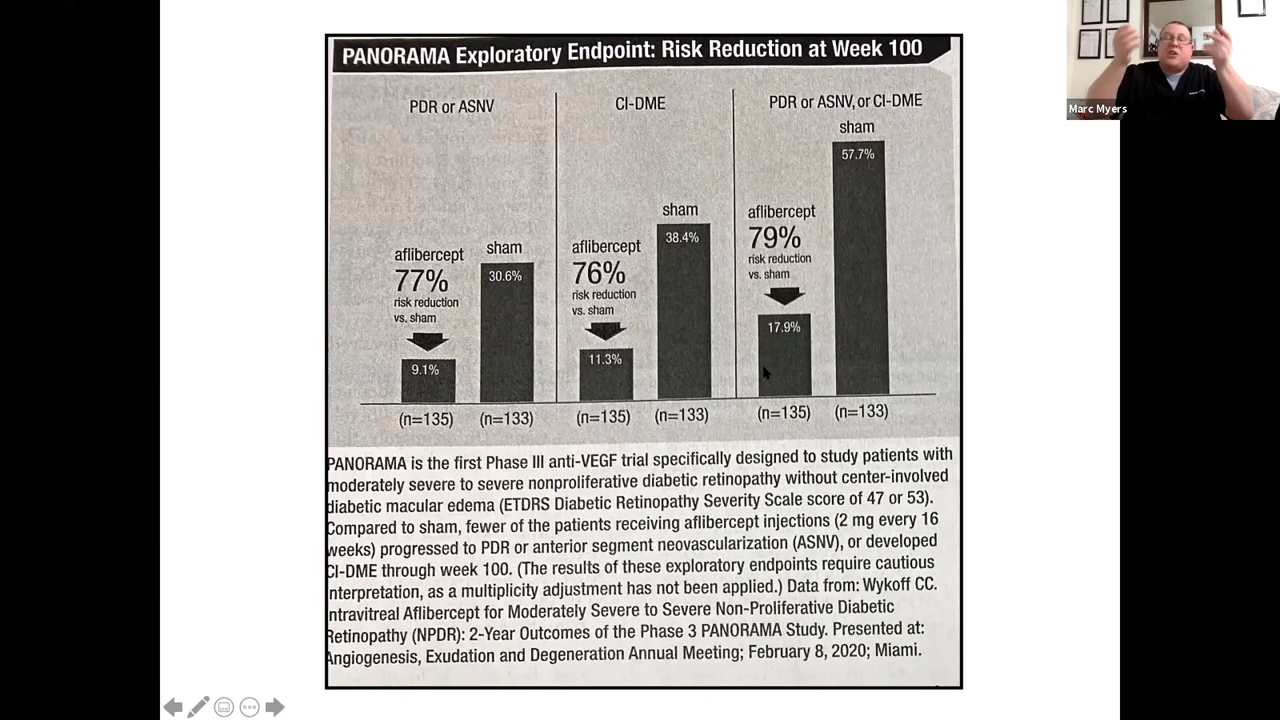 PANORAMA Exploratory Endpoint: Risk Reduction at Week 100
PDR or ASNV
aflibercept
77%
risk reduction
vs. sham
9.1%
(n=135)
sham
30.6%
(n=133)
CI-DME
aflibercept
76%
risk reduction
vs. sham
11.3%
(n=135)
sham
38.4%
(n=133)
PDR or ASNV, or CI-DME
aflibercept
79%
risk reduction
vs. sham
17.9%
(n=135)
sham
57.7%
(n=133)
PANORAMA is the first Phase III anti-VEGF trial specifically designed to study patients with
moderately severe to severe nonproliferative diabetic retinopathy without center-involved
diabetic macular edema (ETDRS Diabetic Retinopathy Severity Scale score of 47 or 53).
Compared to sham, fewer of the patients receiving aflibercept injections (2 mg every 16
weeks) progressed to PDR or anterior segment neovascularization (ASNV), or developed
CI-DME through week 100. (The results of these exploratory endpoints require cautious
nterpretation, as a multiplicity adjustment has not been applied.) Data from: Wykoff CC.
ntravitreal Aflibercept for Moderately Severe to Severe Non-Proliferative Diabetic
Retinopathy (NPDR): 2-Year Outcomes of the Phase 3 PANORAMA Study. Presented at:
Angiogenesis, Exudation and Degeneration Annual Meeting; February 8, 2020; Miami.
Marc Myers